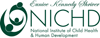 Eunice Kennedy Shriver
NICHD
National Institute of Child Health
& Human Development